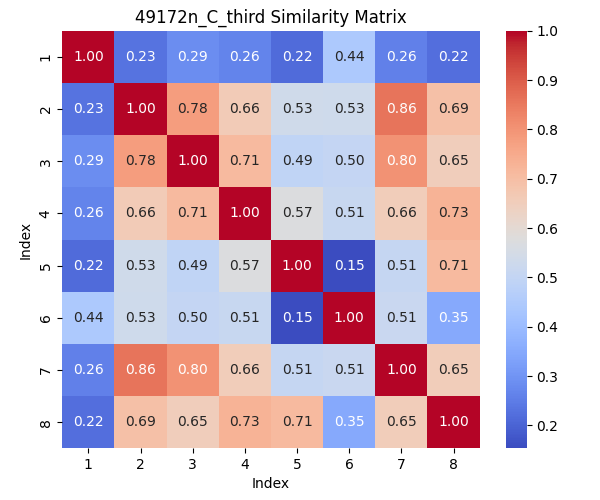 49172n_C_third Similarity Matrix
1 1.00 0.23 0.29 0.26 0.22 0.44 0.26 0.22
2 0.23 1.00 0.78 0.66 0.53 0.53 0.86 0.69
3 0.29 0.78 1.00 0.71 0.49 0.50 0.80 0.65
4 0.26 0.66 0.71 1.00 0.57 0.51 0.66 0.73
5 0.22 0.53 0.49 0.57 1.00 0.15 0.51 0.71
6 0.44 0.53 0.50 0.51 0.15 1.00 0.51 0.35
7 0.26 0.86 0.80 0.66 0.51 0.51 1.00 0.65
8 0.22 0.69 0.65 0.73 0.71 0.35 0.65 1.00
1 2 3 4 5 6 7 8
Index
Index
1.0
0.9
0.8
0.7
0.6
0.5
0.4
0.3
0.2